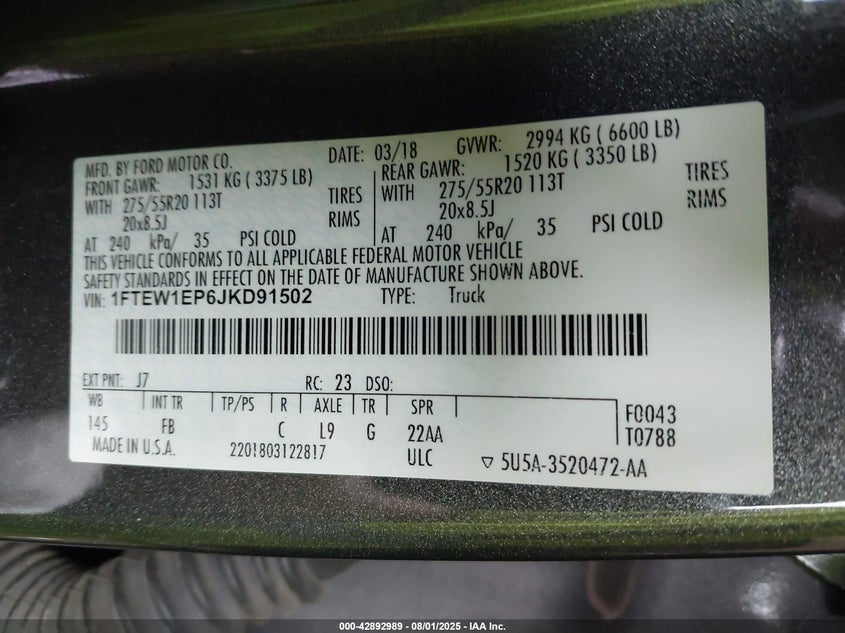 MFD. BY FORD MOTOR CO. DATE: 03/18 GVWR: 2994 KG ( 6600 LB)
FRONT GAWR: 1531 KG ( 3375 LB) REAR GAWR: 1520 KG ( 3350 LB)
WITH 275/55R20 113T TIRES WITH 275/55R20 113T TIRES
20x8.5J RIMS 20x8.5J RIMS
AT 240 kPa/ 35 PSI COLD AT 240 kPa/ 35 PSI COLD
THIS VEHICLE CONFORMS TO ALL APPLICABLE FEDERAL MOTOR VEHICLE
SAFETY STANDARDS IN EFFECT ON THE DATE OF MANUFACTURE SHOWN ABOVE.
VIN: 1FTEW1EP6JKD91502 TYPE: Truck
EXT PNT: J7 RC: 23 DSO:
WB INT TR TP/PS R AXLE TR SPR
145 FB C L9 G 22AA F0043
MADE IN U.S.A. 2201803122817 ULC T0788
▽ 5U5A-3520472-AA
000-42892989 - 08/01/2025 - IAA Inc.